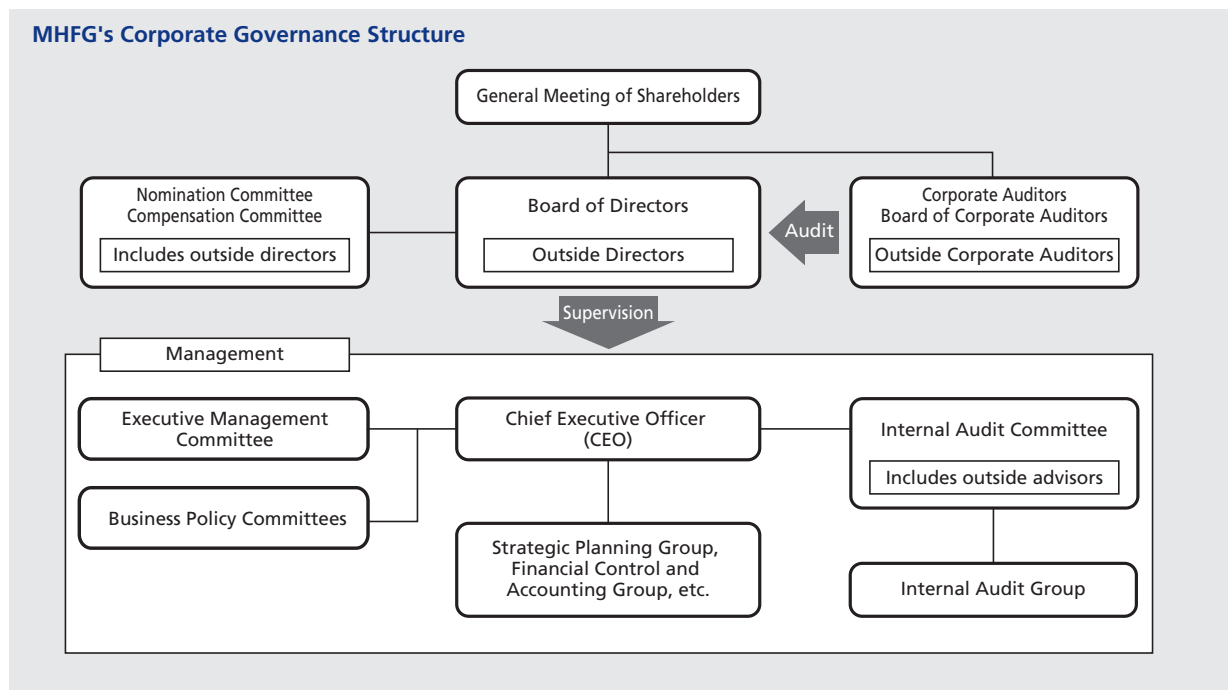 MHFG's Corporate Governance Structure
General Meeting of Shareholders
Nomination Committee
Compensation Committee
Includes outside directors
Board of Directors
Outside Directors
Audit
Corporate Auditors
Board of Corporate Auditors
Outside Corporate Auditors
Supervision
Management
Executive Management
Committee
Chief Executive Officer
(CEO)
Internal Audit Committee
Includes outside advisors
Business Policy Committees
Strategic Planning Group,
Financial Control and
Accounting Group, etc.
Internal Audit Group